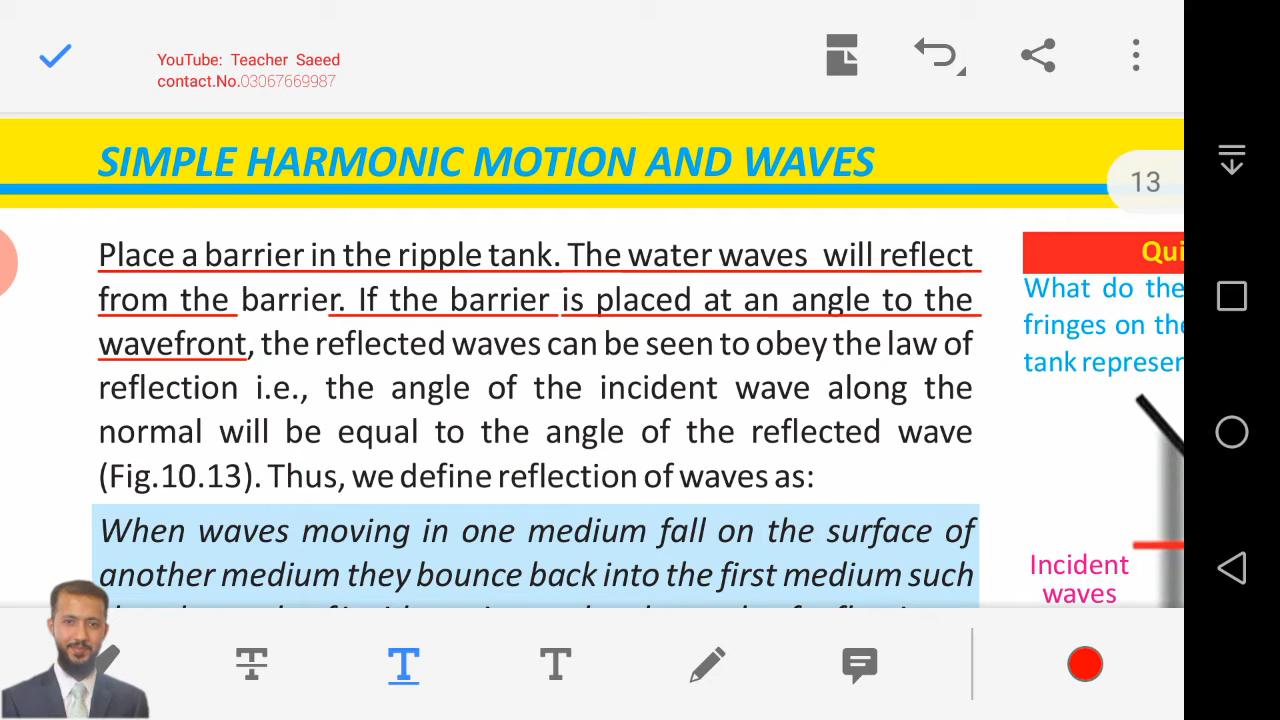 YouTube: Teacher Saeed
contact.No.03067669987
SIMPLE HARMONIC MOTION AND WAVES
13
Place a barrier in the ripple tank. The water waves will reflect
from the barrier. If the barrier is placed at an angle to the
wavefront, the reflected waves can be seen to obey the law of
reflection i.e., the angle of the incident wave along the
normal will be equal to the angle of the reflected wave
(Fig.10.13). Thus, we define reflection of waves as:
When waves moving in one medium fall on the surface of
another medium they bounce back into the first medium such
Qui
What do the
fringes on the
tank represen
Incident
waves